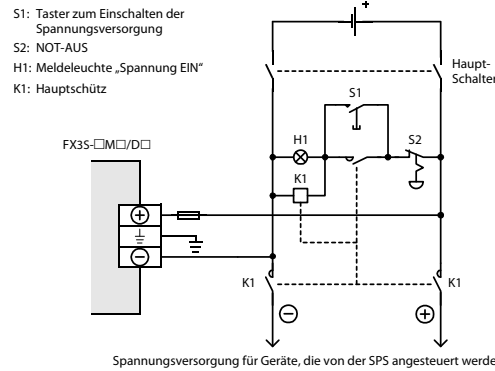 S1: Taster zum Einschalten der
Spannungsversorgung
S2: NOT-AUS
H1: Meldeleuchte „Spannung EIN“
K1: Hauptschütz
FX3S-□M□/D□
+
Haupt-
Schalter
S1
H1
S2
K1
+
−
K1
K1
−
+
Spannungsversorgung für Geräte, die von der SPS angesteuert werde